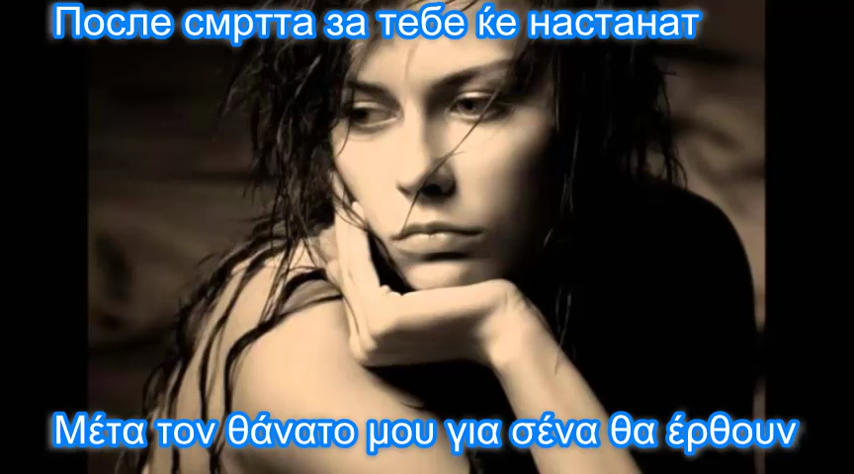 После смртта за тебе ќе настанат
Μέτα τον θάνατο μου για σένα θα έρθουν